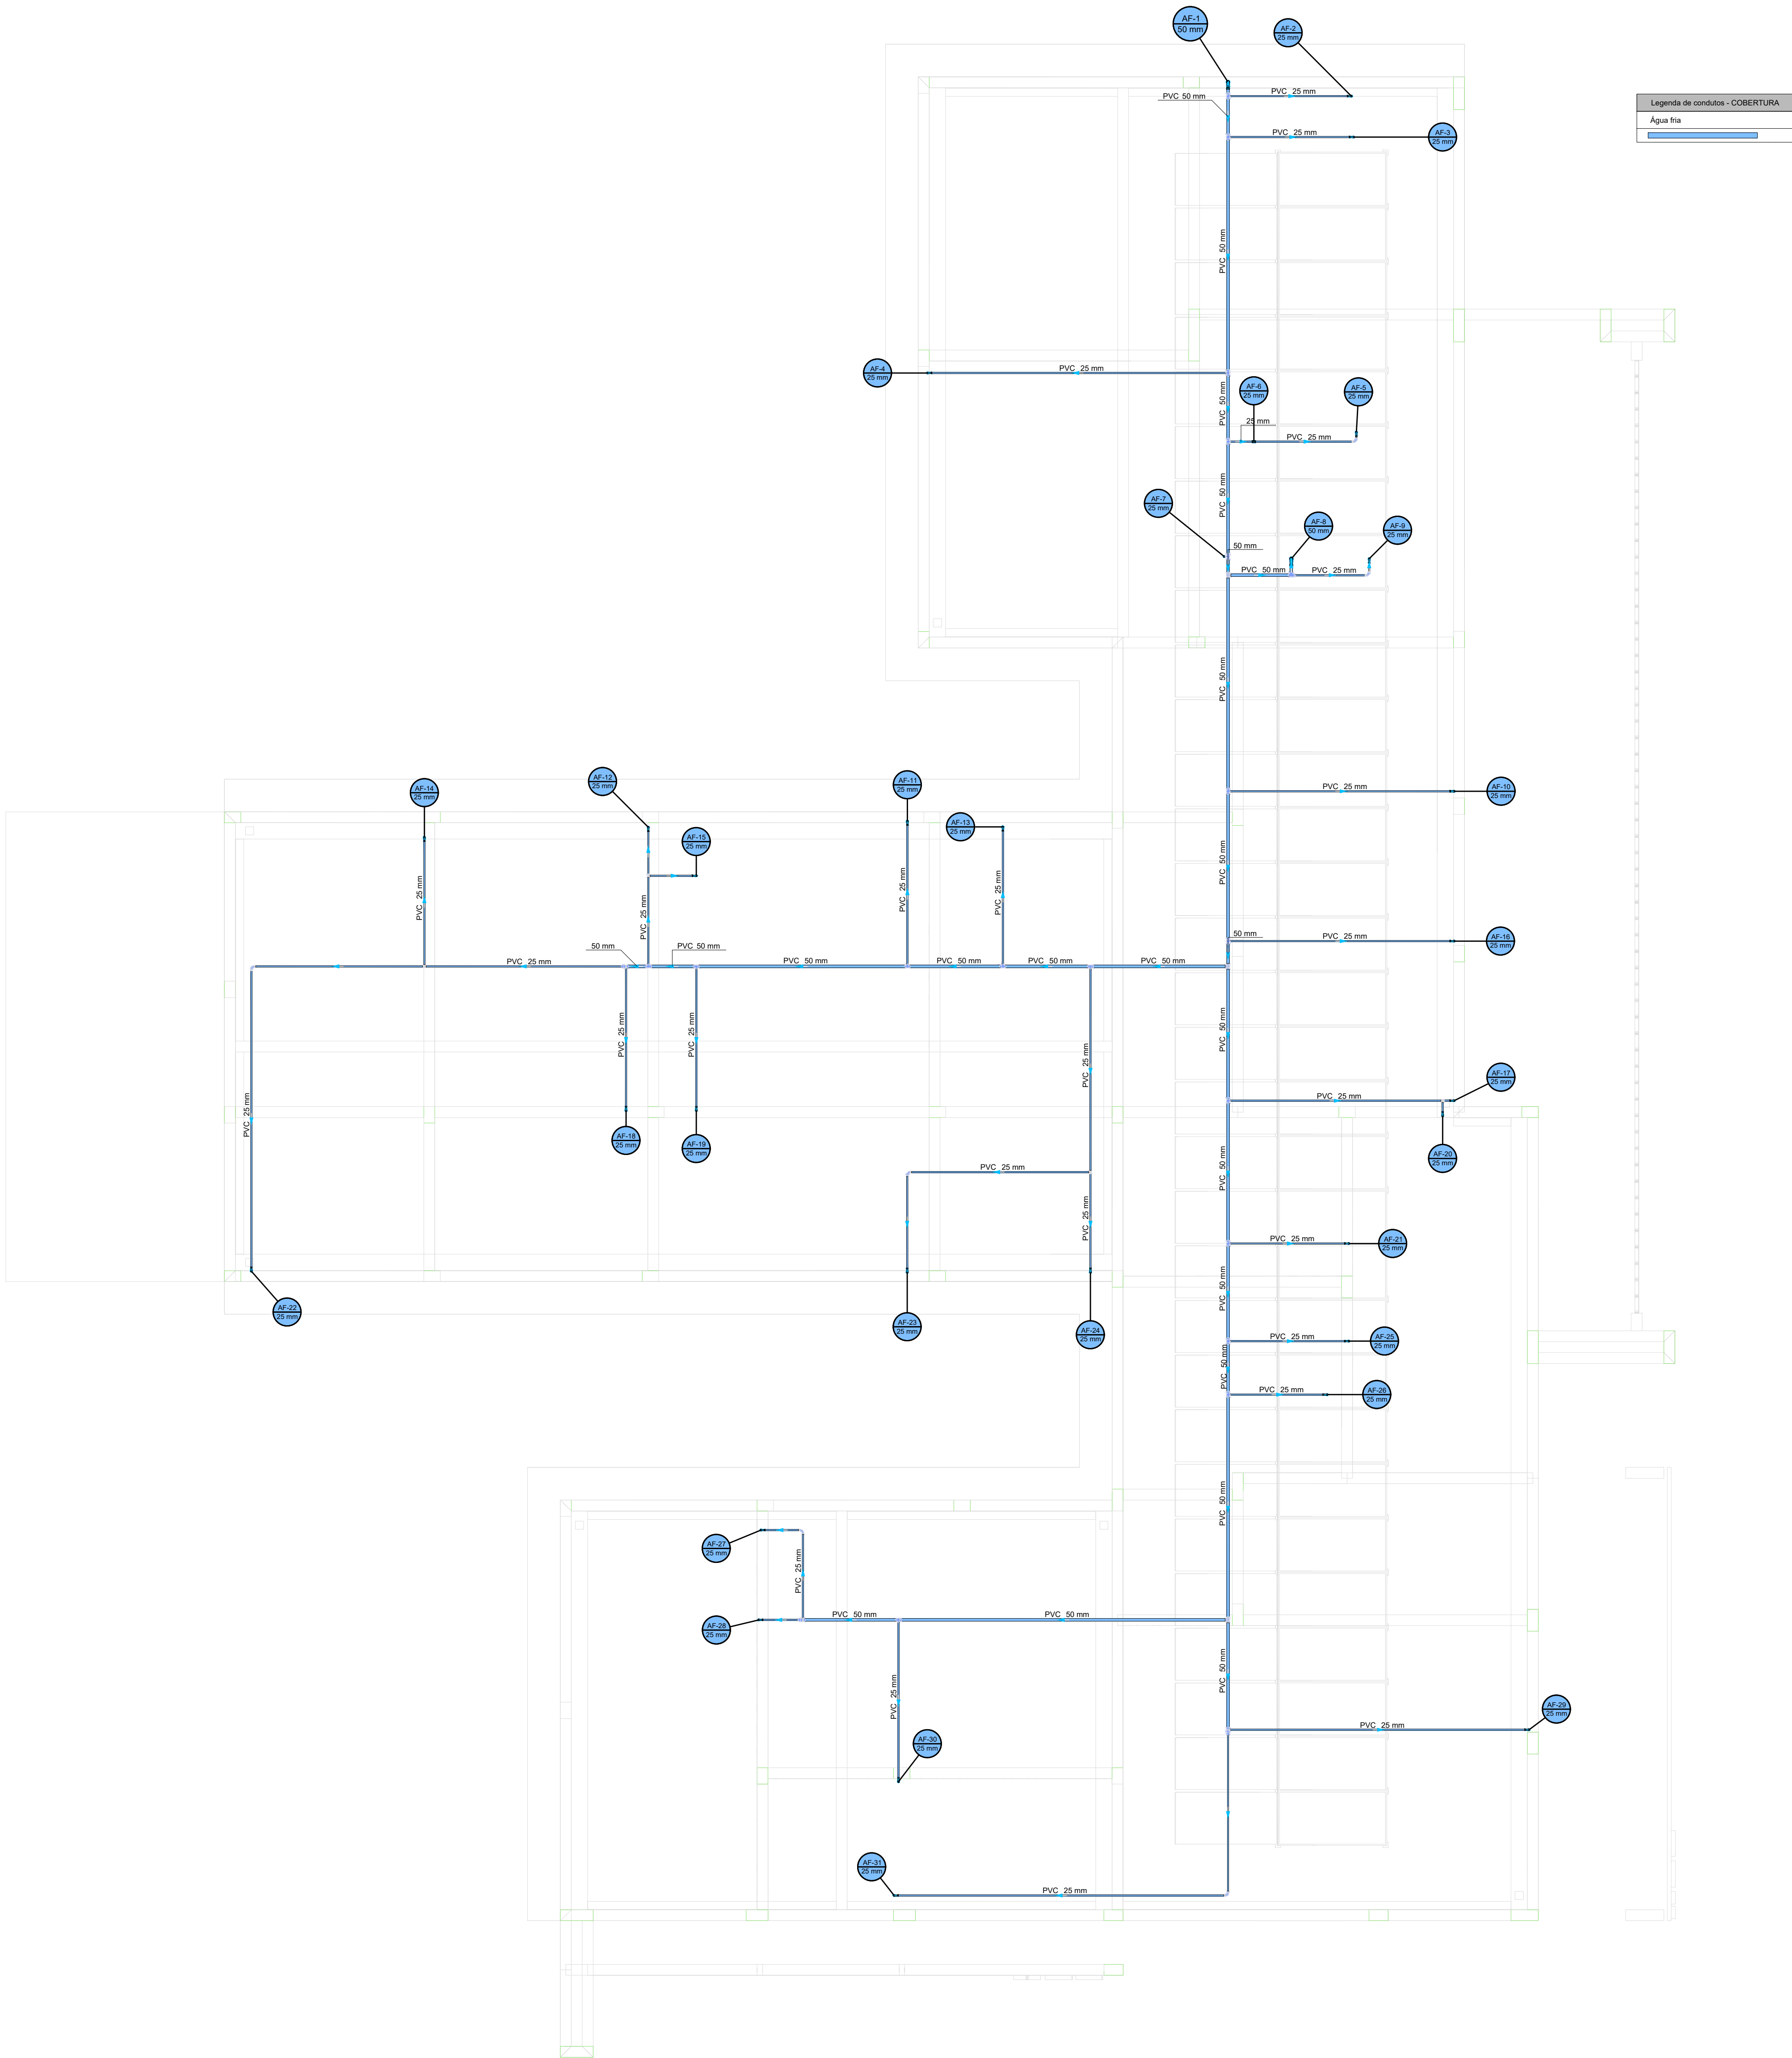 AF-1
50 mm
AF-2
25 mm
PVC 25 mm
PVC 50 mm
Legenda de condutos - COBERTURA
Água fria
PVC 25 mm
AF-3
25 mm
PVC 50 mm
AF-4
25 mm
PVC 25 mm
PVC 50 mm
AF-6
25 mm
AF-5
25 mm
25 mm
PVC 25 mm
PVC 50 mm
AF-7
25 mm
AF-8
50 mm
AF-9
25 mm
50 mm
PVC 50 mm
PVC 25 mm
PVC 50 mm
AF-14
25 mm
AF-12
25 mm
AF-11
25 mm
PVC 25 mm
AF-10
25 mm
AF-13
25 mm
AF-15
25 mm
PVC 50 mm
PVC 25 mm
PVC 25 mm
PVC 25 mm
PVC 25 mm
50 mm
PVC 50 mm
50 mm
PVC 25 mm
AF-16
25 mm
PVC 25 mm
PVC 50 mm
PVC 50 mm
PVC 50 mm
PVC 50 mm
PVC 25 mm
PVC 25 mm
PVC 50 mm
PVC 25 mm
AF-17
25 mm
PVC 25 mm
PVC 25 mm
AF-18
25 mm
AF-19
25 mm
AF-20
25 mm
PVC 25 mm
PVC 50 mm
PVC 25 mm
PVC 25 mm
AF-21
25 mm
AF-22
25 mm
AF-23
25 mm
AF-24
25 mm
PVC 50 mm
PVC 25 mm
AF-25
25 mm
PVC 50 mm
PVC 25 mm
AF-26
25 mm
PVC 50 mm
AF-27
25 mm
PVC 25 mm
AF-28
25 mm
PVC 50 mm
PVC 50 mm
PVC 50 mm
PVC 25 mm
AF-29
25 mm
PVC 25 mm
AF-30
25 mm
AF-31
25 mm
PVC 25 mm